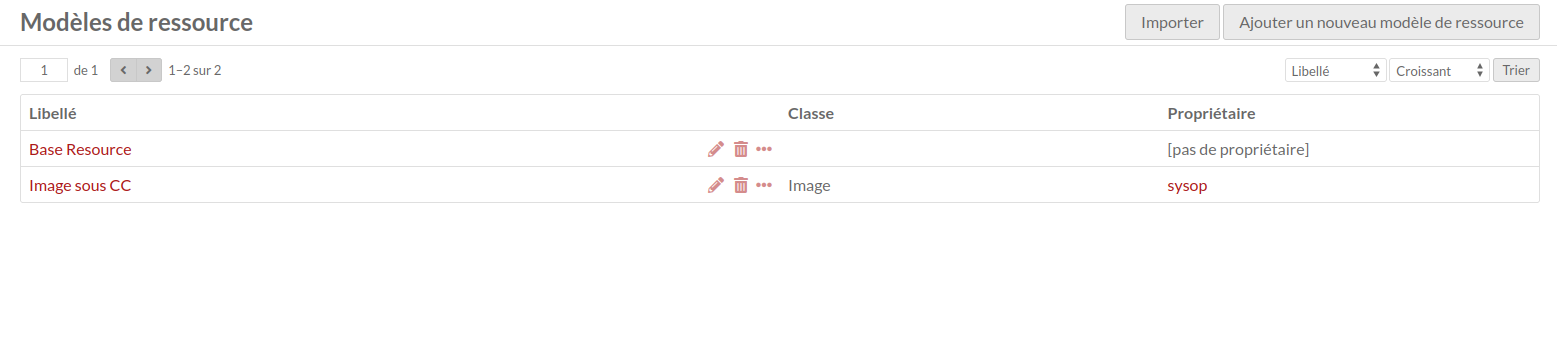 Modèles de ressource
Importer
Ajouter un nouveau modèle de ressource
1 de 1 1–2 sur 2
Libellé Croissant Trier
Libellé Classe Propriétaire
Base Resource [pas de propriétaire]
Image sous CC Image sysop